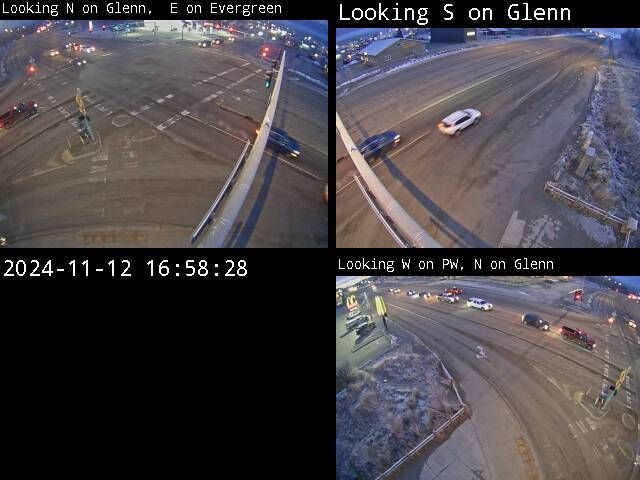 Looking N on Glenn,  E on Evergreen
Looking S on Glenn
2024-11-12 16:58:28
Looking W on PW, N on Glenn